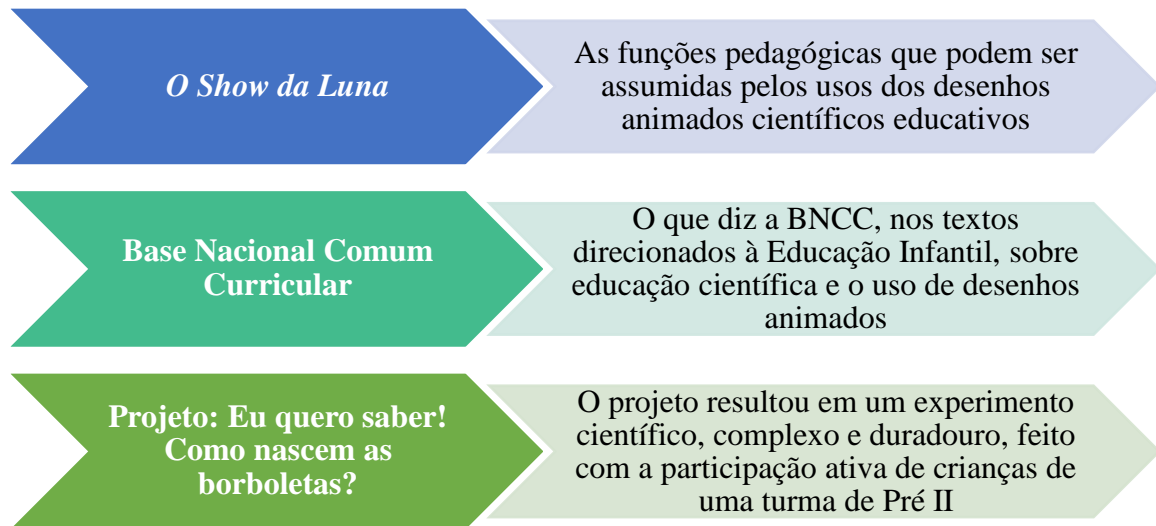 O Show da Luna
As funções pedagógicas que podem ser
assumidas pelos usos dos desenhos
animados científicos educativos
Base Nacional Comum
Curricular
O que diz a BNCC, nos textos
direcionados à Educação Infantil, sobre
educação científica e o uso de desenhos
animados
Projeto: Eu quero saber!
Como nascem as
borboletas?
O projeto resultou em um experimento
científico, complexo e duradouro, feito
com a participação ativa de crianças de
uma turma de Pré II